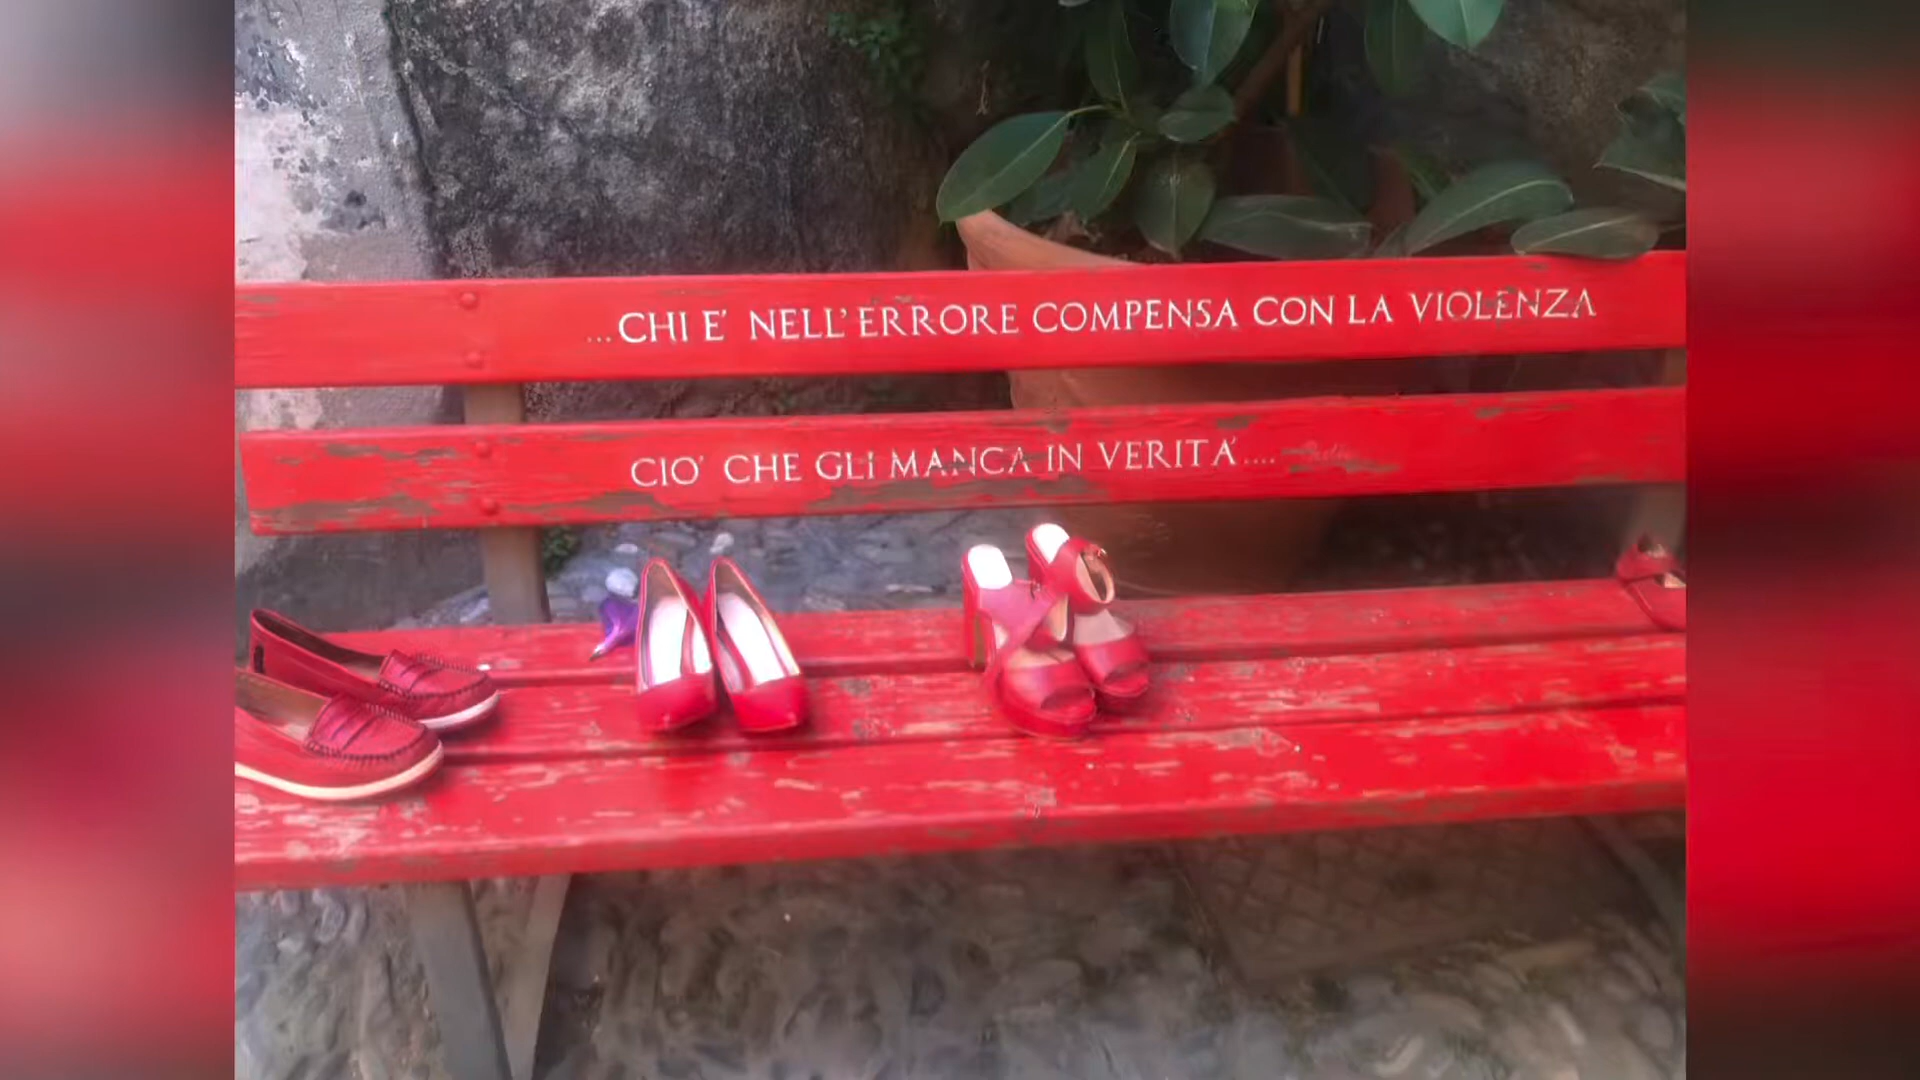 ...CHI E' NELL'ERRORE COMPENSA CON LA VIOLENZA
CIO' CHE GLI MANCA IN VERITA'....